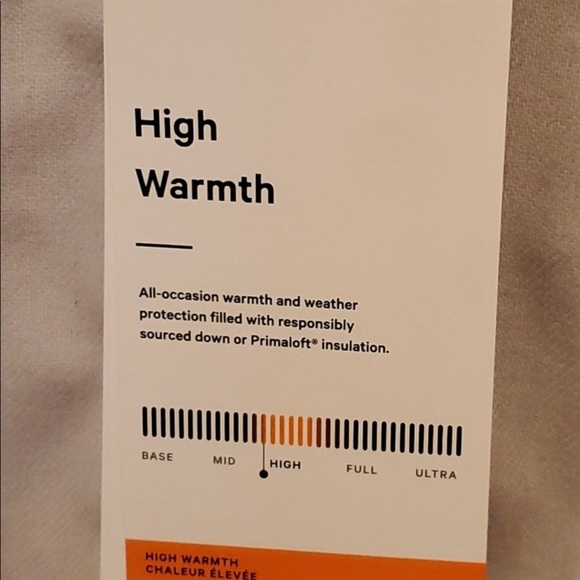 High
Warmth
All-occasion warmth and weather
protection filled with responsibly
sourced down or Primaloft® insulation.
BASE MID HIGH FULL ULTRA
HIGH WARMTH
CHALEUR ÉLEVÉE